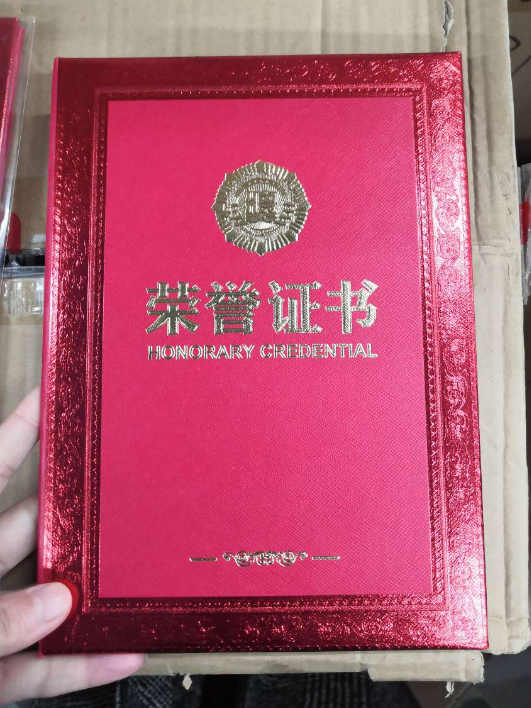 荣誉证书
HONORARY CREDENTIAL